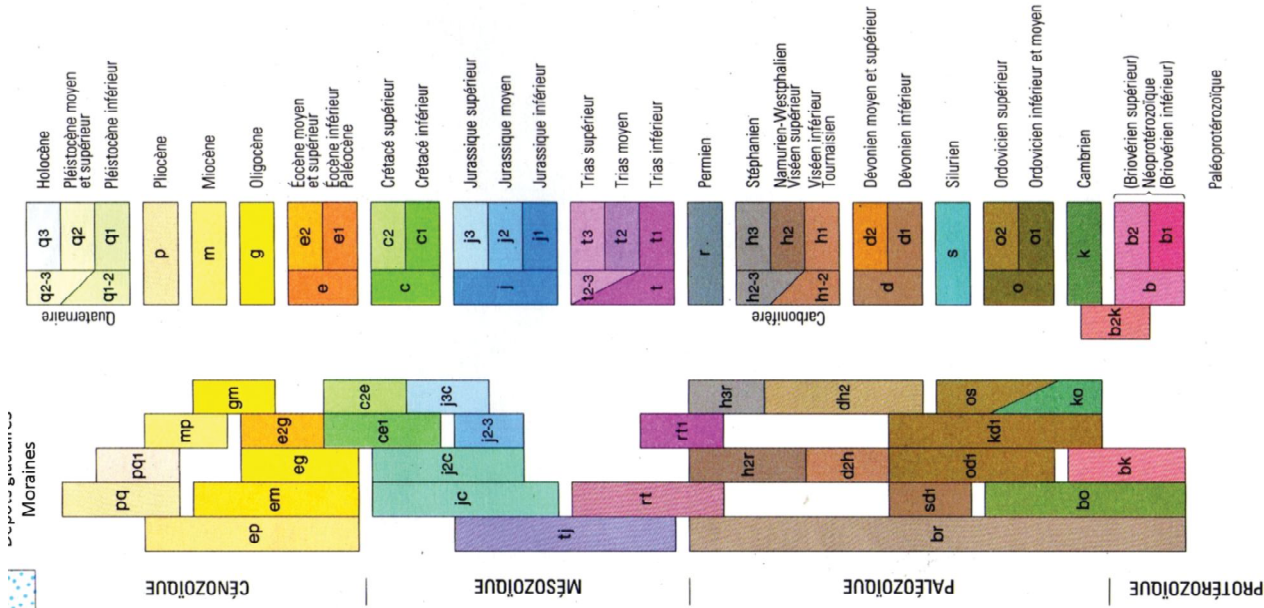 Dépôts glaciaires
Moraines
Holocène
Pléistocène moyen
et supérieur
Pléistocène inférieur
Pliocène
Miocène
Oligocène
Éocène moyen
et supérieur
Éocène inférieur
Paléocène
Crétacé supérieur
Crétacé inférieur
Jurassique supérieur
Jurassique moyen
Jurassique inférieur
Trias supérieur
Trias moyen
Trias inférieur
Permien
Stéphanien
Namurien-Westphalien
Viséen supérieur
Viséen inférieur
Tournaisien
Dévonien moyen et supérieur
Dévonien inférieur
Silurien
Ordovicien supérieur
Ordovicien inférieur et moyen
Cambrien
(Briovérien supérieur)
Néoprotérozoïque
(Briovérien inférieur)
Paléoprotérozoïque
q3
q2
q1
p
m
g
e2
e1
c2
c1
j3
j2
j1
t3
t2
t1
r
h3
h2
h1
d2
d1
s
o2
o1
k
b2
b1
q2-3
q1-2
e
c
j
t2-3
t
h2-3
h1-2
d
o
b
b2k
Quaternaire
Carbonifère
gm
c2e
j3c
h3r
dh2
os
ko
mp
e2g
ce1
j2-3
rt1
kd1
pq1
eg
j2c
h2r
d2h
od1
bk
pq
em
jc
rt
sd1
bo
ep
tj
br
CÉNOZOÏQUE
MÉSOZOÏQUE
PALÉOZOÏQUE
PROTÉROZOÏQUE